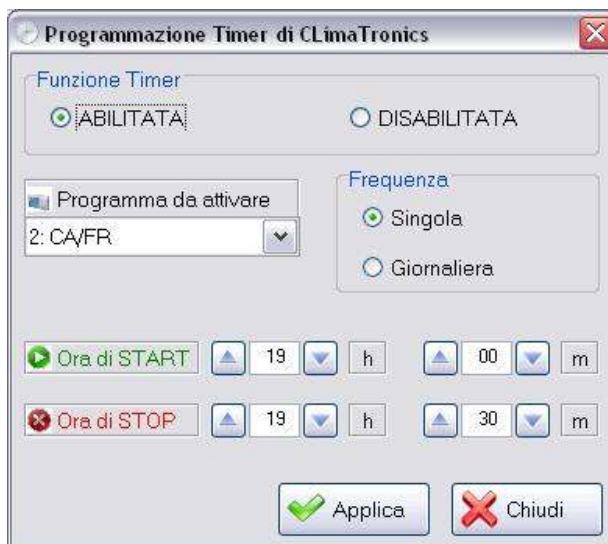 Programmazione Timer di CLimaTronics
Funzione Timer
ABILITATA DISABILITATA
Programma da attivare
2: CA/FR
Frequenza
Singola
Giornaliera
Ora di START 19 h 00 m
Ora di STOP 19 h 30 m
Applica Chiudi